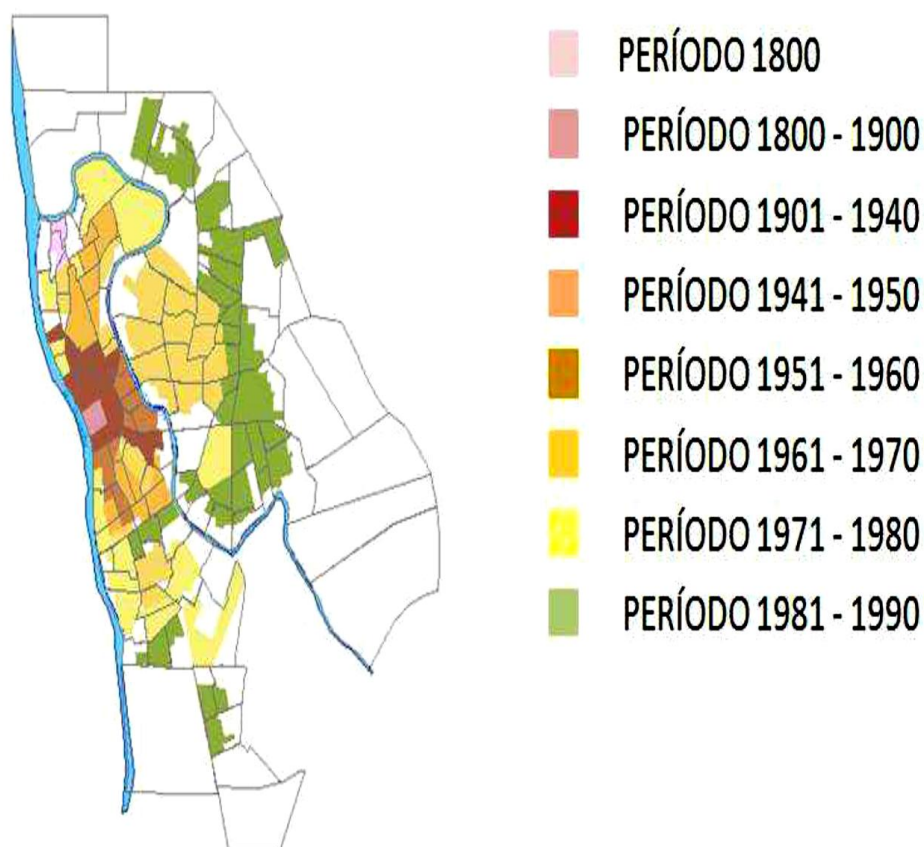 PERÍODO 1800
PERÍODO 1800 - 1900
PERÍODO 1901 - 1940
PERÍODO 1941 - 1950
PERÍODO 1951 - 1960
PERÍODO 1961 - 1970
PERÍODO 1971 - 1980
PERÍODO 1981 - 1990